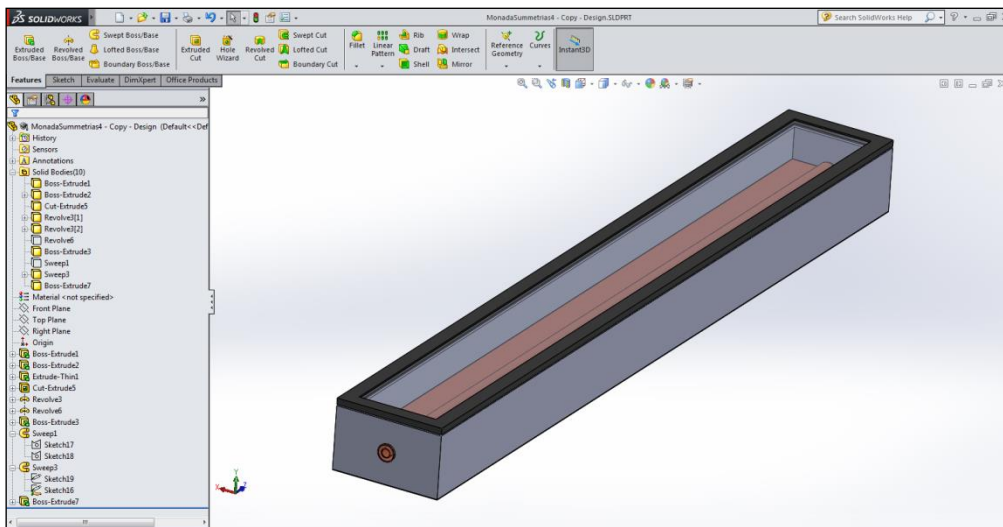 SOLIDWORKS
MonadaSummetrias4 - Copy - Design.SLDPRT
Search SolidWorks Help
Extruded Boss/Base
Revolved Boss/Base
Swept Boss/Base
Lofted Boss/Base
Boundary Boss/Base
Extruded Cut
Hole Wizard
Revolved Cut
Swept Cut
Lofted Cut
Boundary Cut
Fillet
Linear Pattern
Rib
Draft
Shell
Wrap
Intersect
Mirror
Reference Geometry
Curves
Instant3D
Features
Sketch
Evaluate
DimXpert
Office Products
MonadaSummetrias4 - Copy - Design (Default<<Def
History
Sensors
Annotations
Solid Bodies(10)
Boss-Extrude1
Boss-Extrude2
Cut-Extrude5
Revolve3[1]
Revolve3[2]
Revolve6
Boss-Extrude3
Sweep1
Sweep3
Boss-Extrude7
Material <not specified>
Front Plane
Top Plane
Right Plane
Origin
Boss-Extrude1
Boss-Extrude2
Extrude-Thin1
Cut-Extrude5
Revolve3
Revolve6
Boss-Extrude3
Sweep1
Sketch17
Sketch18
Sweep3
Sketch19
Sketch16
Boss-Extrude7
Y
X
Z